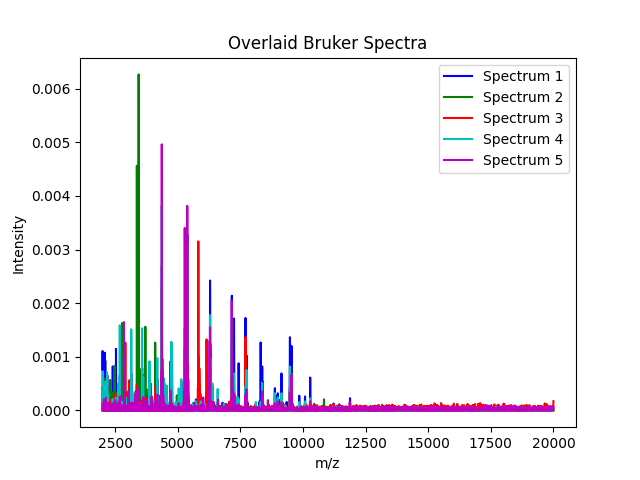 Overlaid Bruker Spectra
Spectrum 1
Spectrum 2
Spectrum 3
Spectrum 4
Spectrum 5
0.006
0.005
0.004
0.003
0.002
0.001
0.000
Intensity
2500 5000 7500 10000 12500 15000 17500 20000
m/z